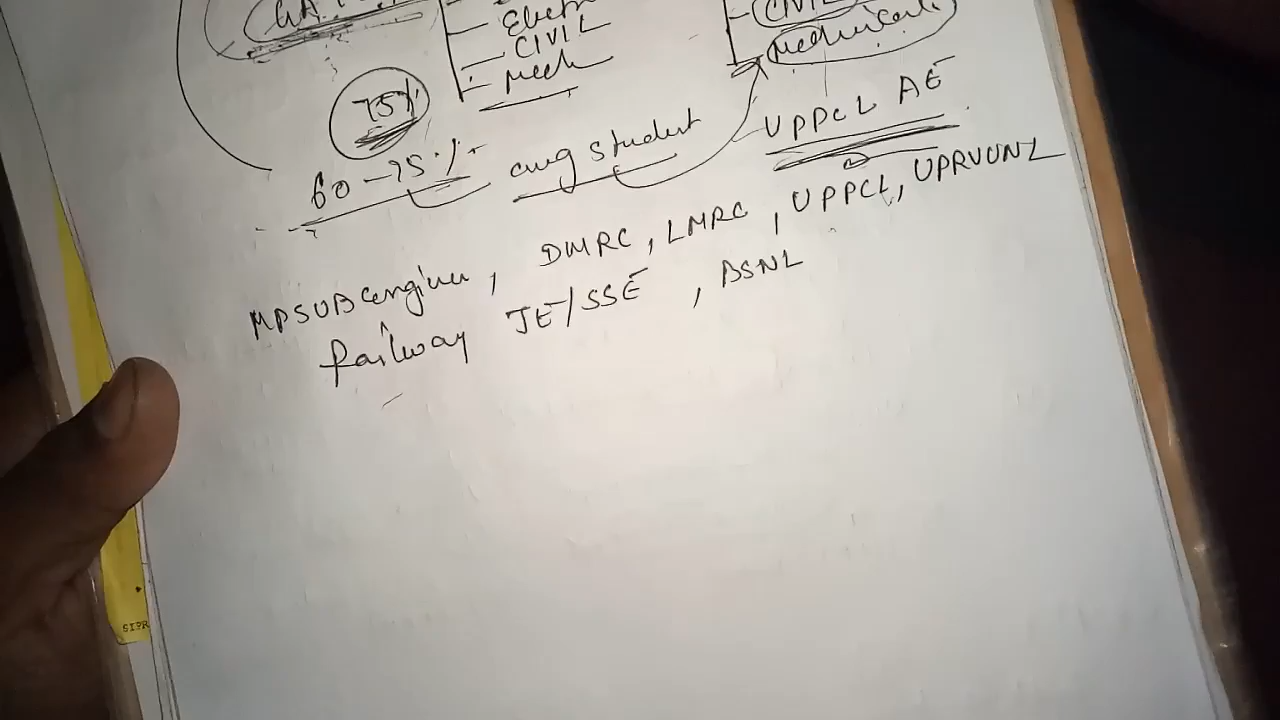 Electr
CIVIL
CIVIL
Mech
Mechanical
75%
UPPCL AE
60-75%
avg student
MPSUBengineer, DMRC, LMRC, UPPCL, UPRVUNL
Railway JE/SSE, BSNL
SIPR